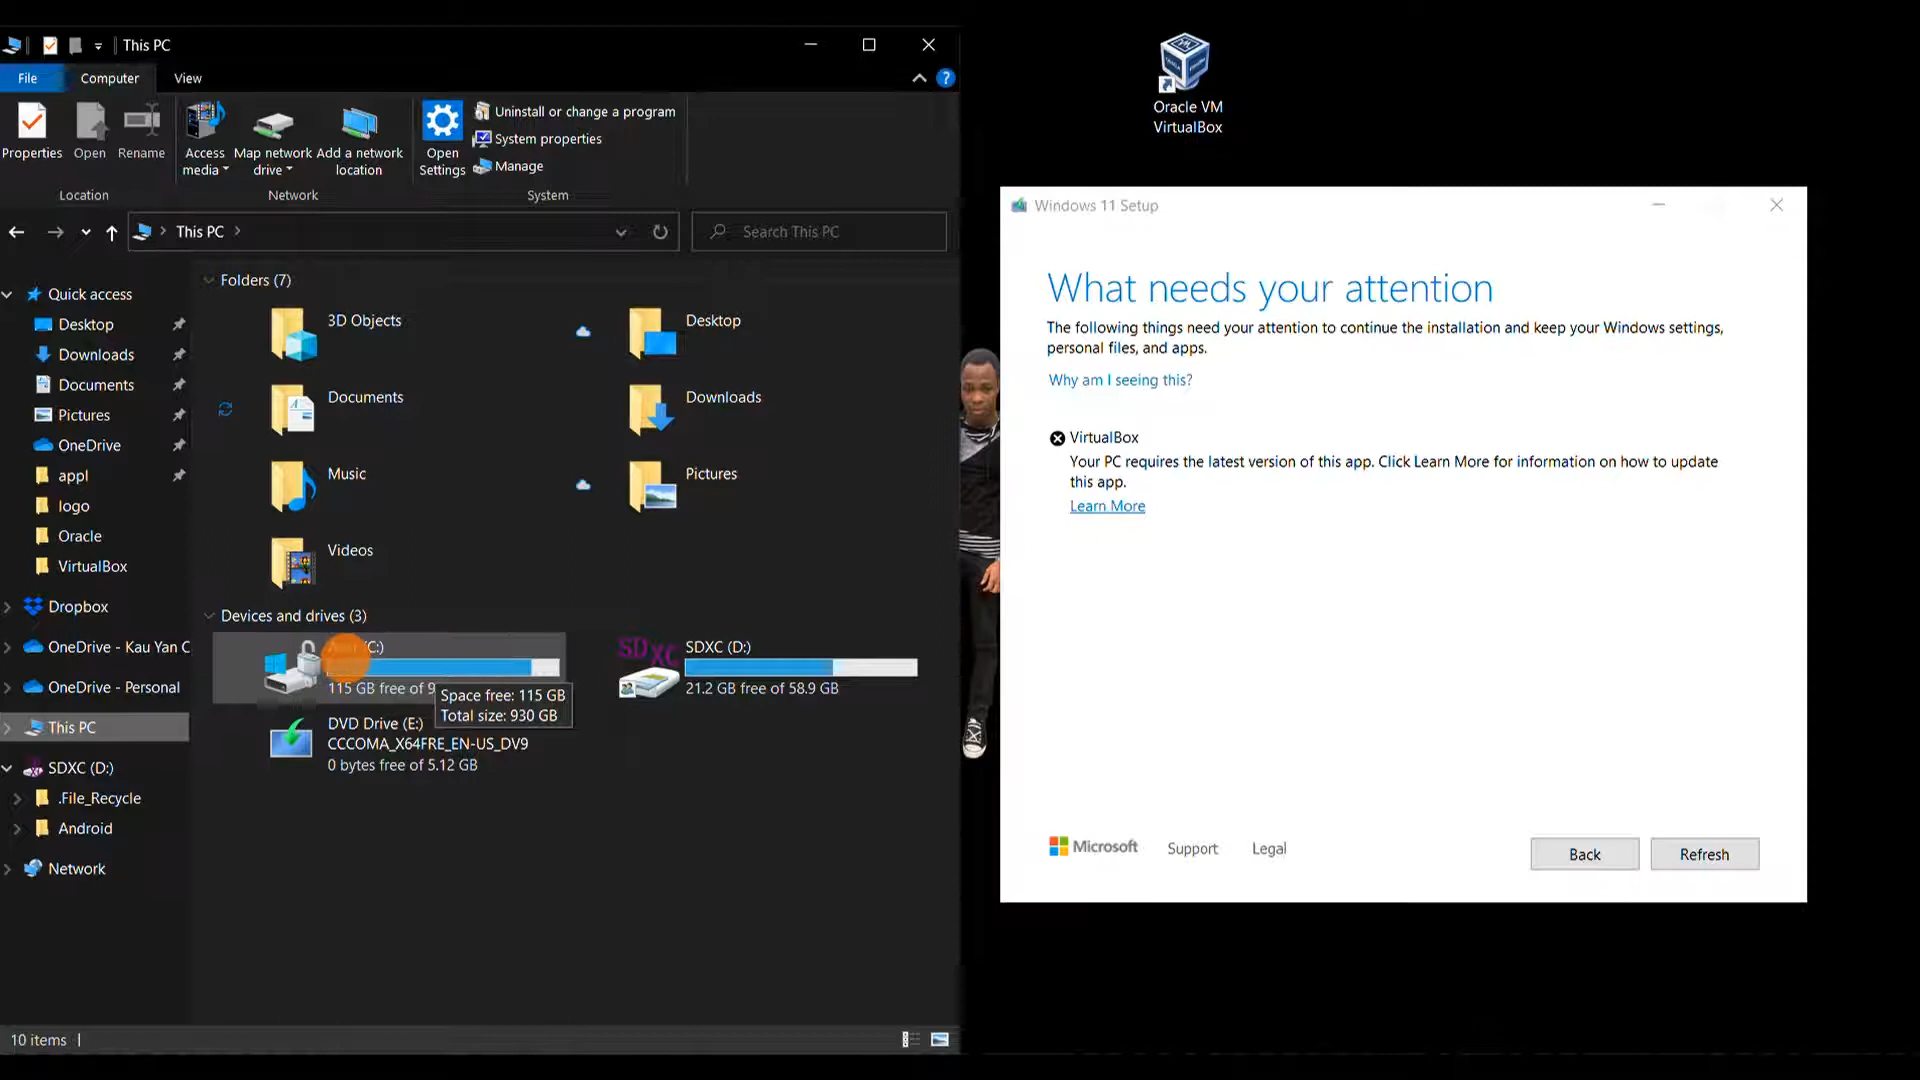 This PC
File
Computer
View
Properties
Open
Rename
Location
Access
media
Map network
drive
Add a network
location
Network
Open
Settings
Uninstall or change a program
System properties
Manage
System
This PC
Search This PC
Quick access
Desktop
Downloads
Documents
Pictures
OneDrive
appl
logo
Oracle
VirtualBox
Dropbox
OneDrive - Kau Yan C
OneDrive - Personal
This PC
SDXC (D:)
.File_Recycle
Android
Network
Folders (7)
3D Objects
Desktop
Documents
Downloads
Music
Pictures
Videos
Devices and drives (3)
C:)
115 GB free of 9
Space free: 115 GB
Total size: 930 GB
SD XC
SDXC (D:)
21.2 GB free of 58.9 GB
DVD Drive (E:)
CCCOMA_X64FRE_EN-US_DV9
0 bytes free of 5.12 GB
10 items
Oracle VM
VirtualBox
Windows 11 Setup
What needs your attention
The following things need your attention to continue the installation and keep your Windows settings,
personal files, and apps.
Why am I seeing this?
VirtualBox
Your PC requires the latest version of this app. Click Learn More for information on how to update
this app.
Learn More
Microsoft
Support
Legal
Back
Refresh